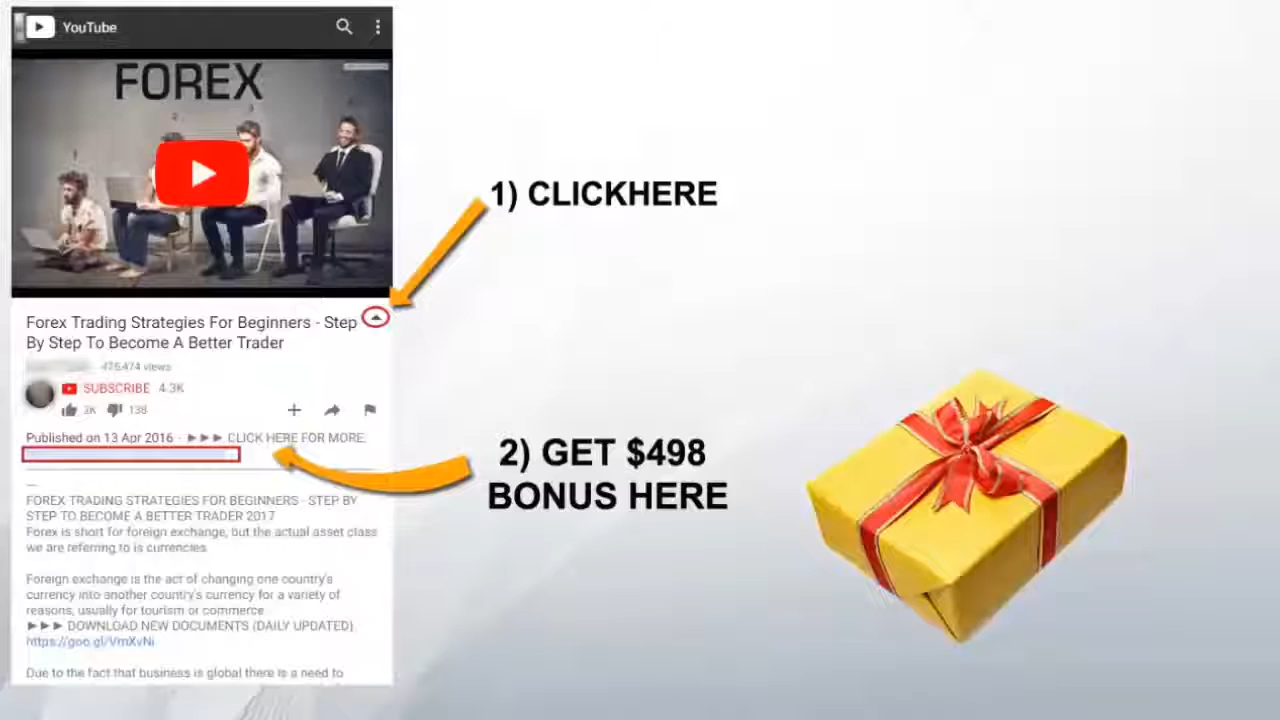 YouTube
FOREX
1) CLICKHERE
Forex Trading Strategies For Beginners - Step
By Step To Become A Better Trader
476,474 views
SUBSCRIBE 4.3K
2K 138
Published on 13 Apr 2016 · ►►► CLICK HERE FOR MORE:
2) GET $498
BONUS HERE
FOREX TRADING STRATEGIES FOR BEGINNERS - STEP BY
STEP TO BECOME A BETTER TRADER 2017
Forex is short for foreign exchange, but the actual asset class
we are referring to is currencies.
Foreign exchange is the act of changing one country's
currency into another country's currency for a variety of
reasons, usually for tourism or commerce.
►►► DOWNLOAD NEW DOCUMENTS (DAILY UPDATED):
https://goo.gl/VmXvNi
Due to the fact that business is global there is a need to